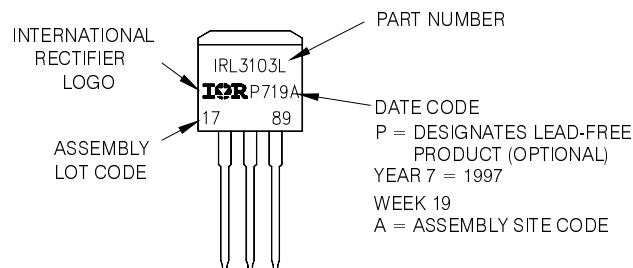 INTERNATIONAL
RECTIFIER
LOGO
ASSEMBLY
LOT CODE
IRL3103L
IOR P719A
17 89
PART NUMBER
DATE CODE
P = DESIGNATES LEAD-FREE
PRODUCT (OPTIONAL)
YEAR 7 = 1997
WEEK 19
A = ASSEMBLY SITE CODE